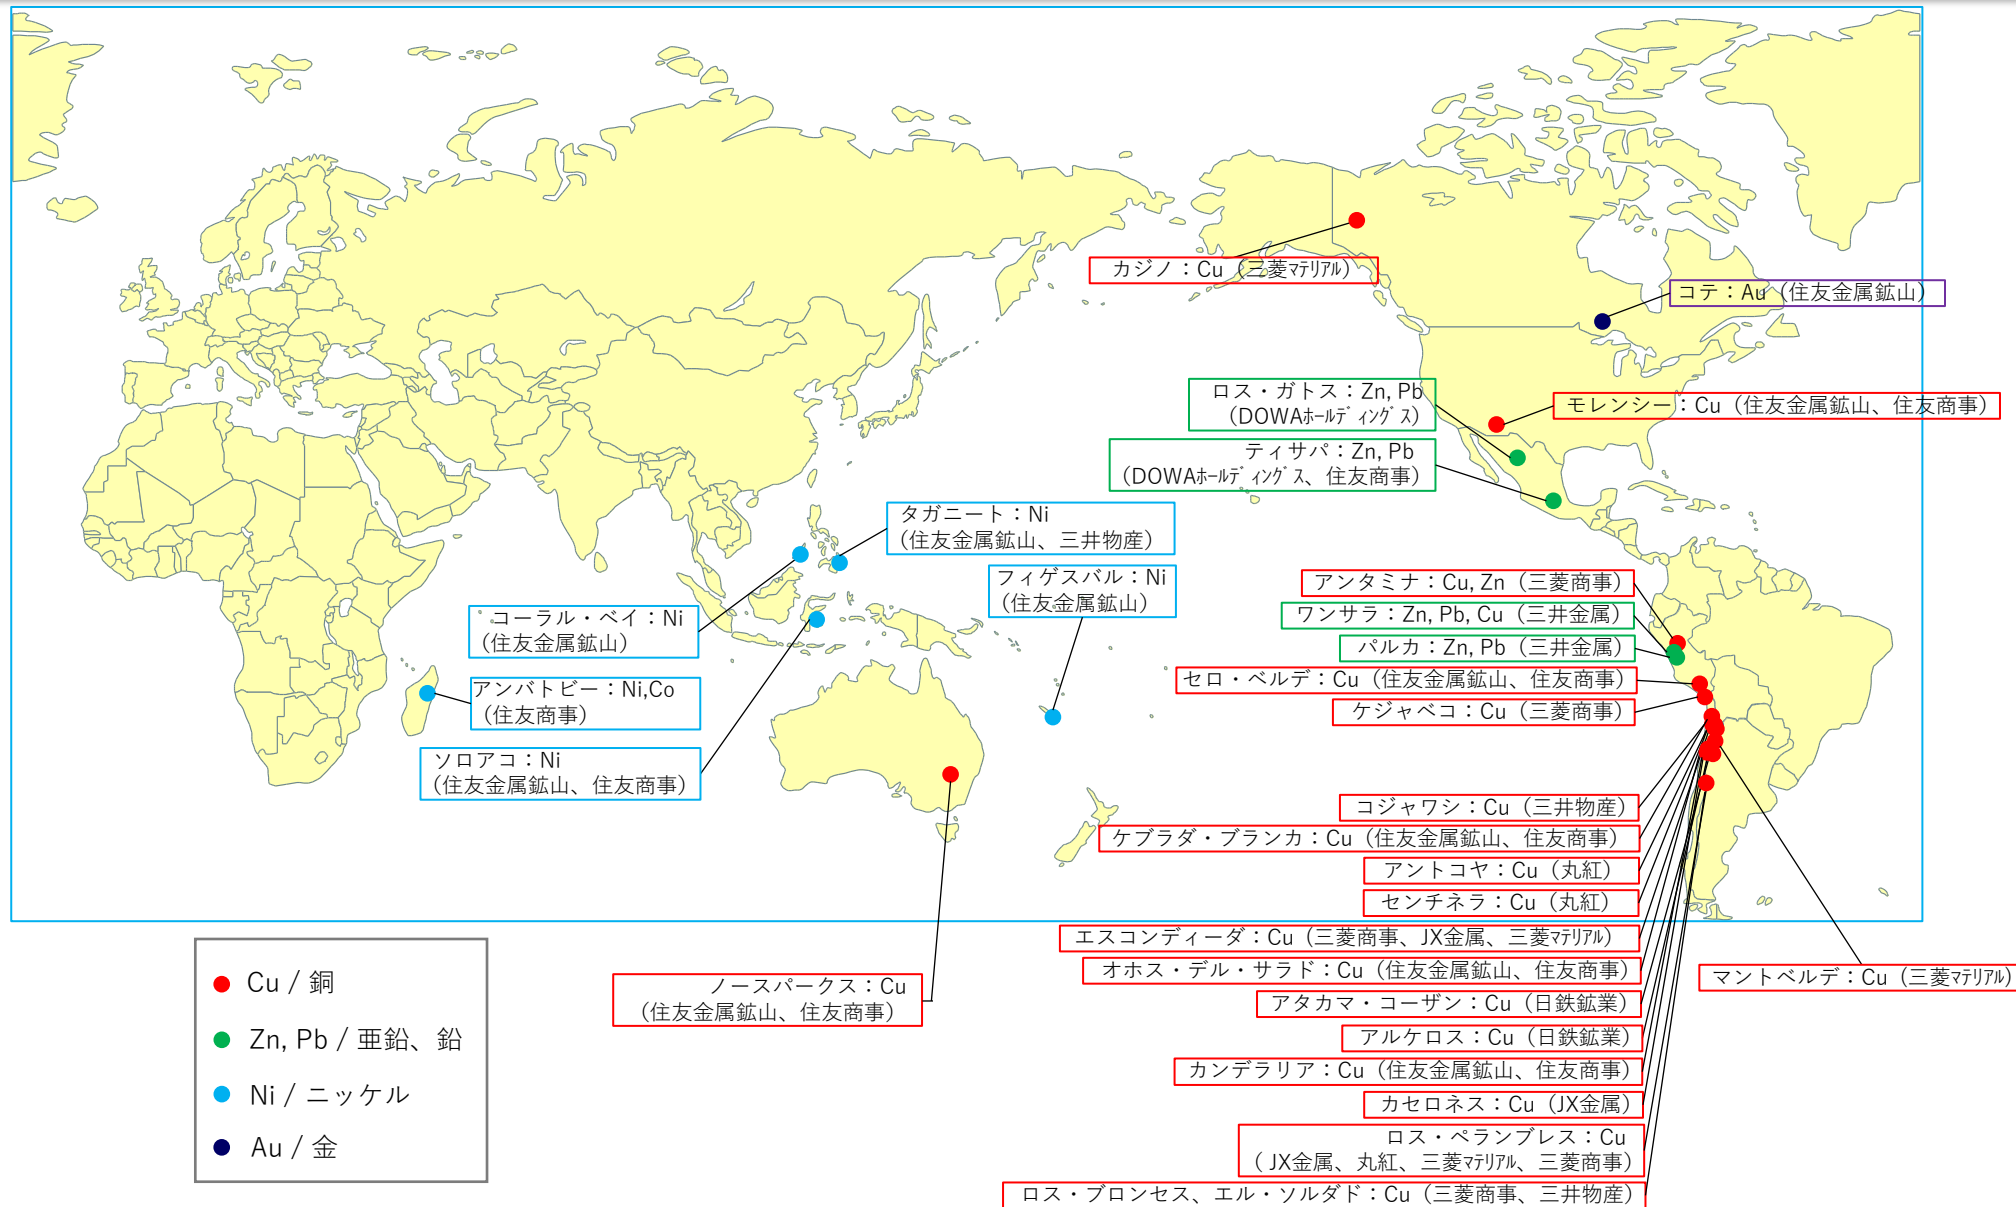 カジノ：Cu（三菱ﾏﾃﾘｱﾙ）
コテ：Au（住友金属鉱山）
ロス・ガトス：Zn, Pb
（DOWAﾎｰﾙﾃﾞｨﾝｸﾞｽ）
モレンシー：Cu（住友金属鉱山、住友商事）
ティサパ：Zn, Pb
（DOWAﾎｰﾙﾃﾞｨﾝｸﾞｽ、住友商事）
タガニート：Ni
（住友金属鉱山、三井物産）
フィゲスバル：Ni
（住友金属鉱山）
コーラル・ベイ：Ni
（住友金属鉱山）
アンバトビー：Ni,Co
（住友商事）
ソロアコ：Ni
（住友金属鉱山、住友商事）
アンタミナ：Cu, Zn（三菱商事）
ワンサラ：Zn, Pb, Cu（三井金属）
パルカ：Zn, Pb（三井金属）
セロ・ベルデ：Cu（住友金属鉱山、住友商事）
ケジャベコ：Cu（三菱商事）
コジャワシ：Cu（三井物産）
ケブラダ・ブランカ：Cu（住友金属鉱山、住友商事）
アントコヤ：Cu（丸紅）
センチネラ：Cu（丸紅）
エスコンディーダ：Cu（三菱商事、JX金属、三菱ﾏﾃﾘｱﾙ）
オホス・デル・サラド：Cu（住友金属鉱山、住友商事）
マントベルデ：Cu（三菱ﾏﾃﾘｱﾙ）
アタカマ・コーザン：Cu（日鉄鉱業）
アルケロス：Cu（日鉄鉱業）
カンデラリア：Cu（住友金属鉱山、住友商事）
カセロネス：Cu（JX金属）
ロス・ペランブレス：Cu
（JX金属、丸紅、三菱ﾏﾃﾘｱﾙ、三菱商事）
ロス・ブロンセス、エル・ソルダド：Cu（三菱商事、三井物産）
ノースパークス：Cu
（住友金属鉱山、住友商事）
Cu / 銅
Zn, Pb / 亜鉛、鉛
Ni / ニッケル
Au / 金